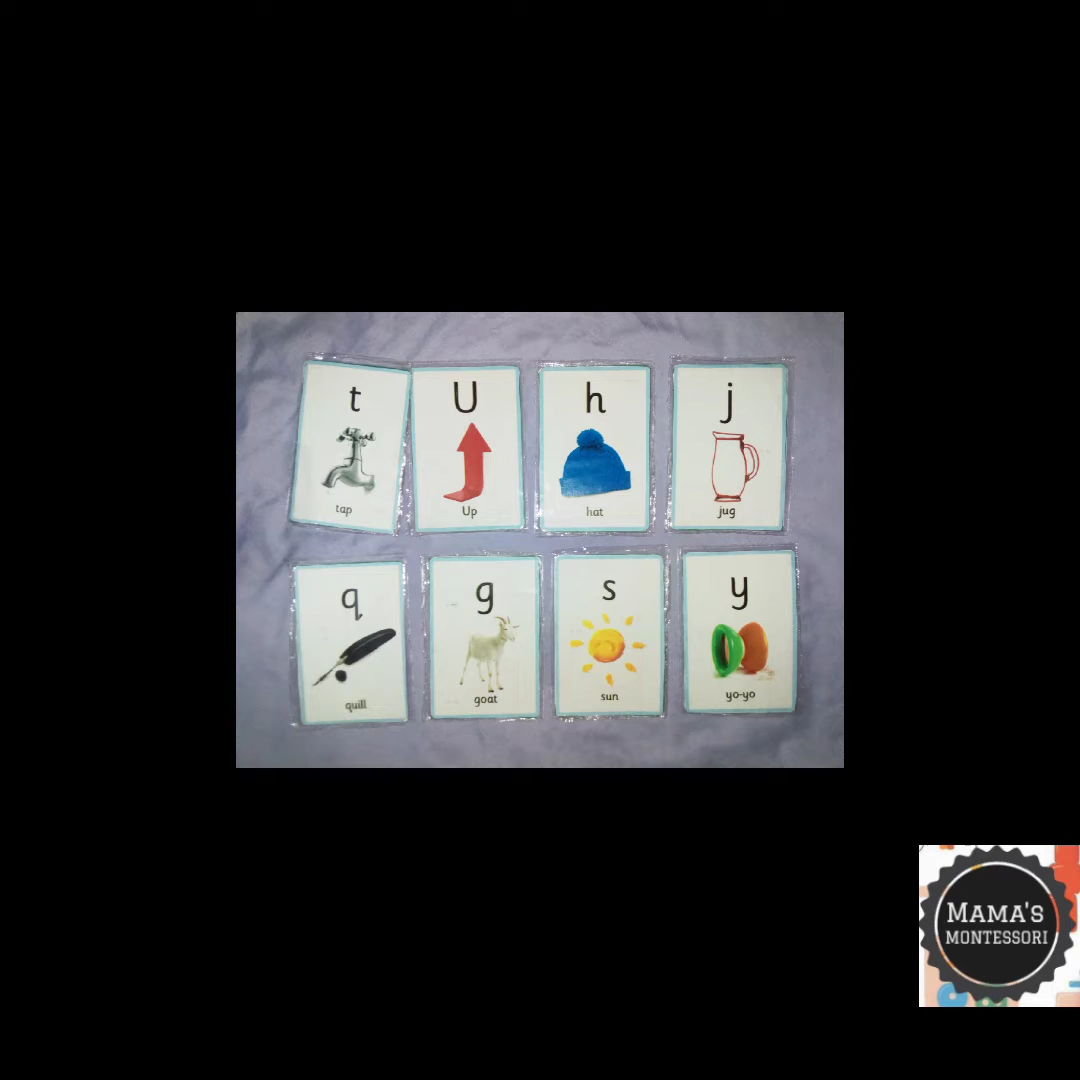 t
tap
U
Up
h
hat
j
jug
q
quill
g
goat
s
sun
y
yo-yo
MAMA'S
MONTESSORI